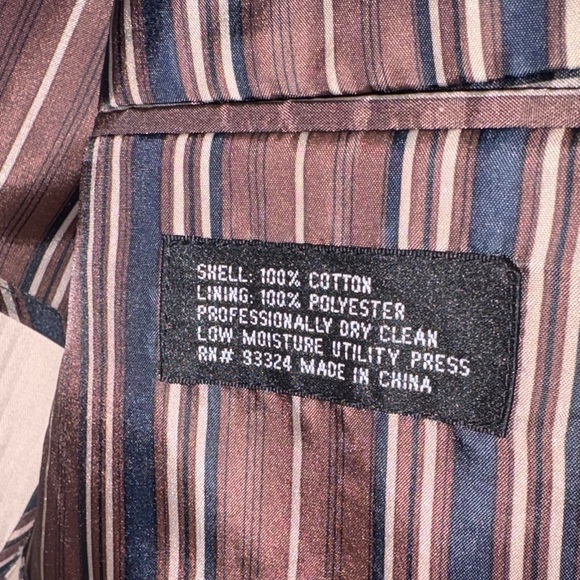 SHELL: 100% COTTON
LINING: 100% POLYESTER
PROFESSIONALLY DRY CLEAN
LOW MOISTURE UTILITY PRESS
RN# 93324 MADE IN CHINA